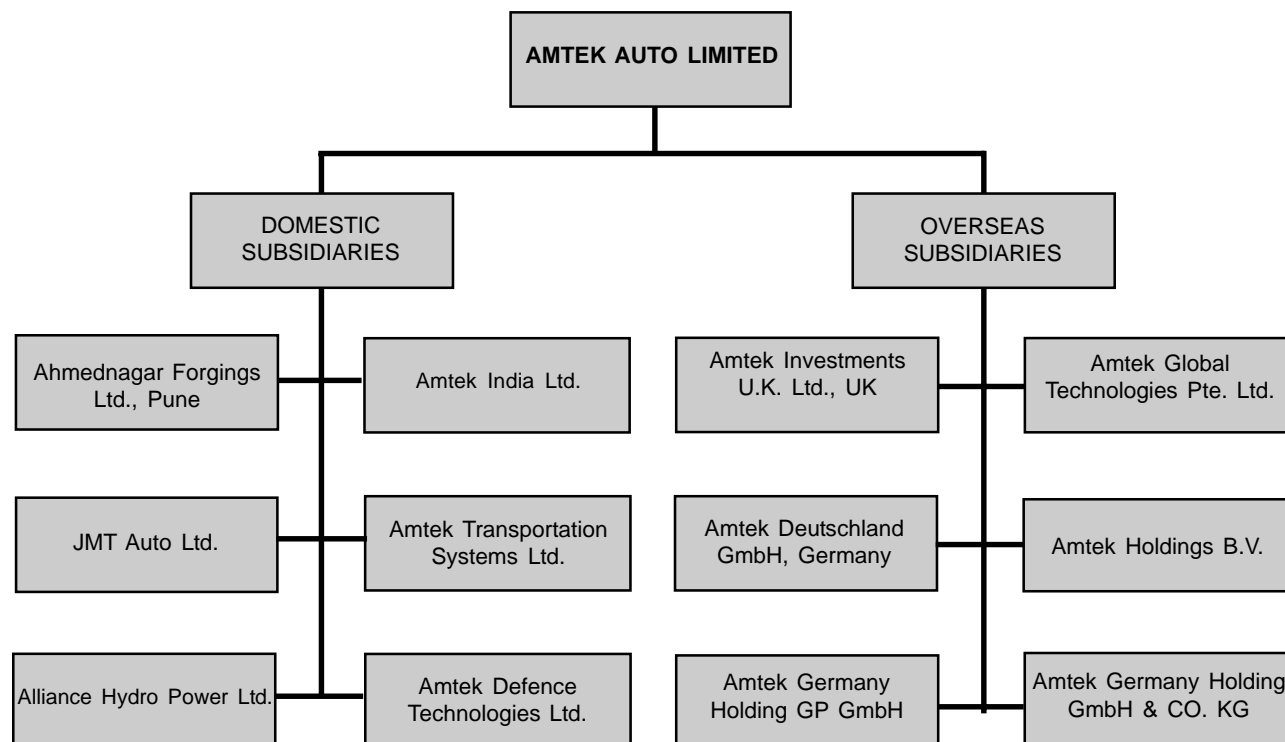 AMTEK AUTO LIMITED
DOMESTIC
SUBSIDIARIES
OVERSEAS
SUBSIDIARIES
Ahmednagar Forgings
Ltd., Pune
Amtek India Ltd.
Amtek Investments
U.K. Ltd., UK
Amtek Global
Technologies Pte. Ltd.
JMT Auto Ltd.
Amtek Transportation
Systems Ltd.
Amtek Deutschland
GmbH, Germany
Amtek Holdings B.V.
Alliance Hydro Power Ltd.
Amtek Defence
Technologies Ltd.
Amtek Germany
Holding GP GmbH
Amtek Germany Holding
GmbH & CO. KG